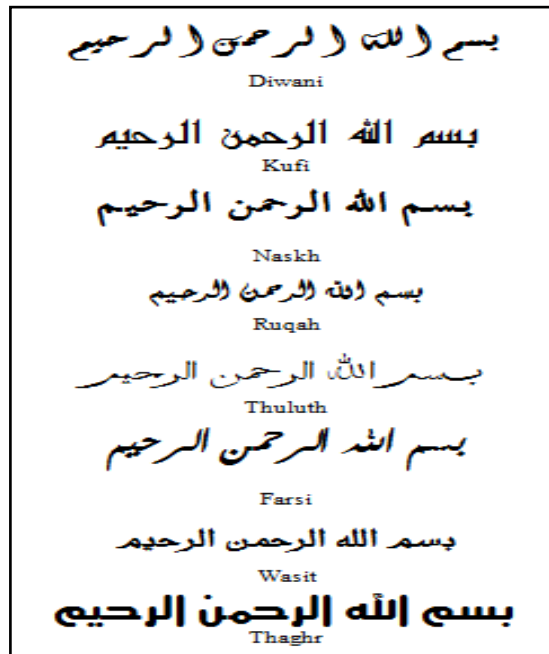 بسم الله الرحمن الرحيم
Diwani
بسم الله الرحمن الرحيم
Kufi
بسم الله الرحمن الرحيم
Naskh
بسم الله الرحمن الرحيم
Ruqah
بسم الله الرحمن الرحيم
Thuluth
بسم الله الرحمن الرحيم
Farsi
بسم الله الرحمن الرحيم
Wasit
بسم الله الرحمن الرحيم
Thaghr